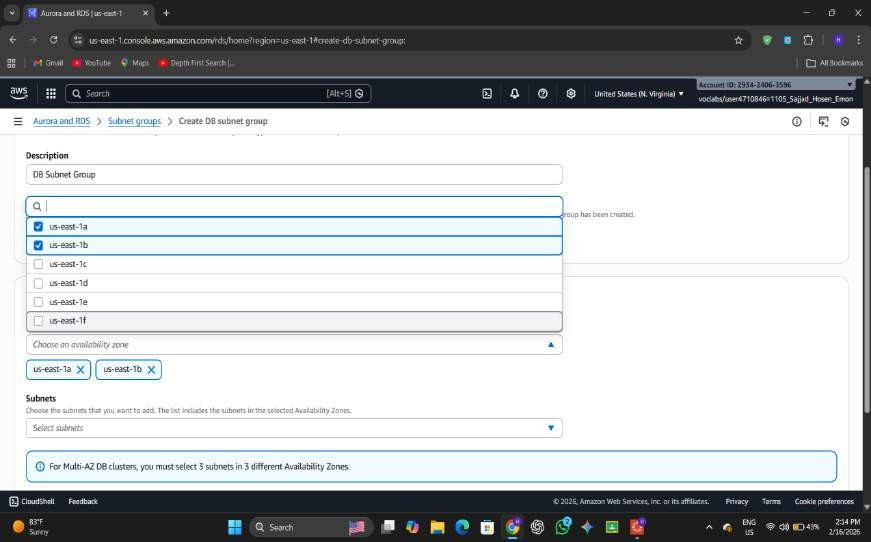 Aurora and RDS | us-east-1
us-east-1.console.aws.amazon.com/rds/home?region=us-east-1#create-db-subnet-group:
Gmail YouTube Maps Depth First Search (... All Bookmarks
aws Search [Alt+S] United States (N. Virginia) Account ID: 2934-2406-3596
voclabs/user4710846=1105_Sajjad_Hosen_Emon
Aurora and RDS > Subnet groups > Create DB subnet group
Description
DB Subnet Group
group has been created.
us-east-1a
us-east-1b
us-east-1c
us-east-1d
us-east-1e
us-east-1f
Choose an availability zone
us-east-1a us-east-1b
Subnets
Choose the subnets that you want to add. The list includes the subnets in the selected Availability Zones.
Select subnets
For Multi-AZ DB clusters, you must select 3 subnets in 3 different Availability Zones.
CloudShell Feedback © 2026, Amazon Web Services, Inc. or its affiliates. Privacy Terms Cookie preferences
83°F
Sunny
Search
ENG
US
43%
2:14 PM
2/16/2026